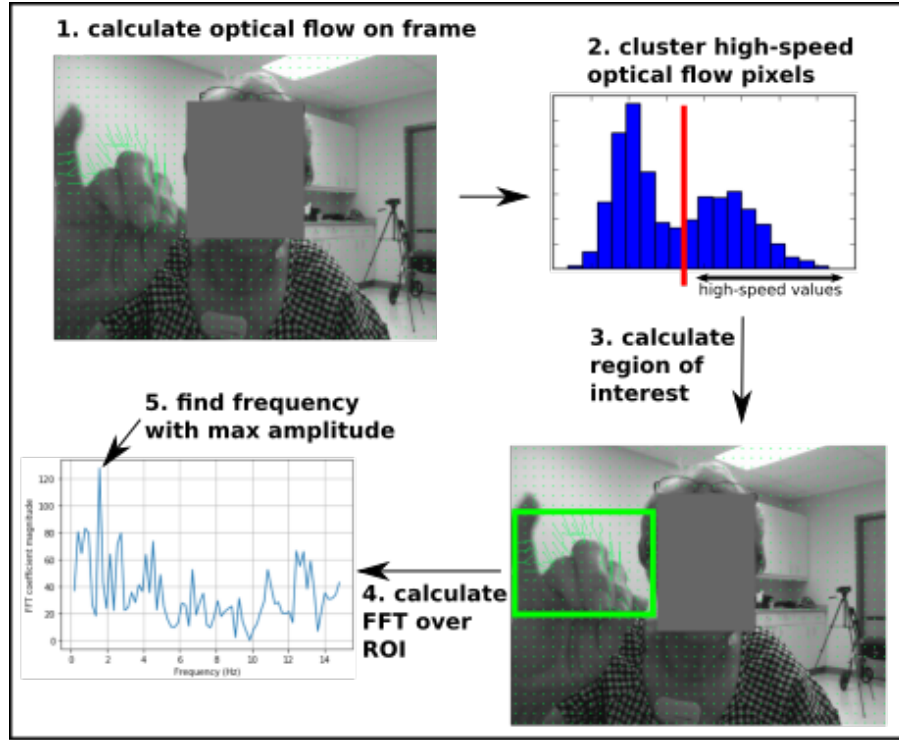 1. calculate optical flow on frame
2. cluster high-speed
optical flow pixels
high-speed values
3. calculate
region of
interest
4. calculate
FFT over
ROI
5. find frequency
with max amplitude
FFT coefficient magnitude
120
100
80
60
40
20
0
0 2 4 6 8 10 12 14
Frequency (Hz)